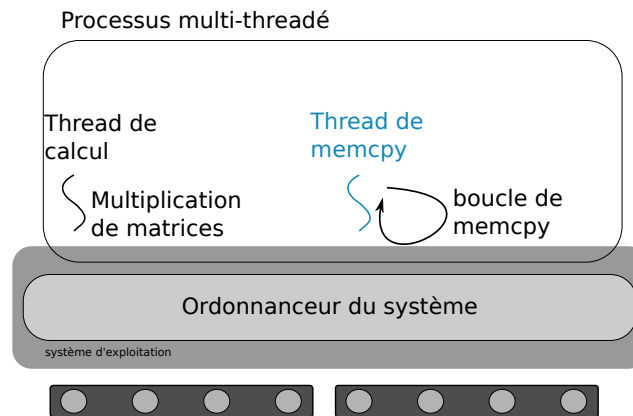 Processus multi-threadé
Thread de
calcul
Multiplication
de matrices
Thread de
memcpy
boucle de
memcpy
Ordonnanceur du système
système d'exploitation